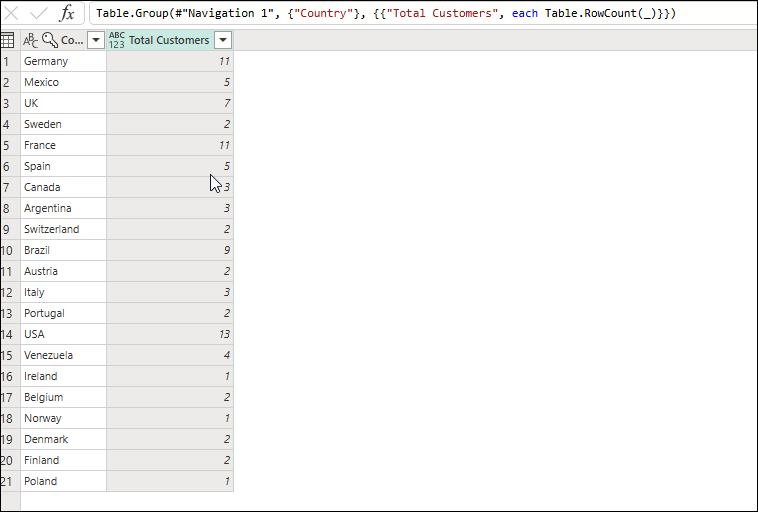 fx Table.Group(#"Navigation 1", {"Country"}, {{"Total Customers", each Table.RowCount(_)}})
ABC Co... ABC 123 Total Customers
1 Germany 11
2 Mexico 5
3 UK 7
4 Sweden 2
5 France 11
6 Spain 5
7 Canada 3
8 Argentina 3
9 Switzerland 2
10 Brazil 9
11 Austria 2
12 Italy 3
13 Portugal 2
14 USA 13
15 Venezuela 4
16 Ireland 1
17 Belgium 2
18 Norway 1
19 Denmark 2
20 Finland 2
21 Poland 1